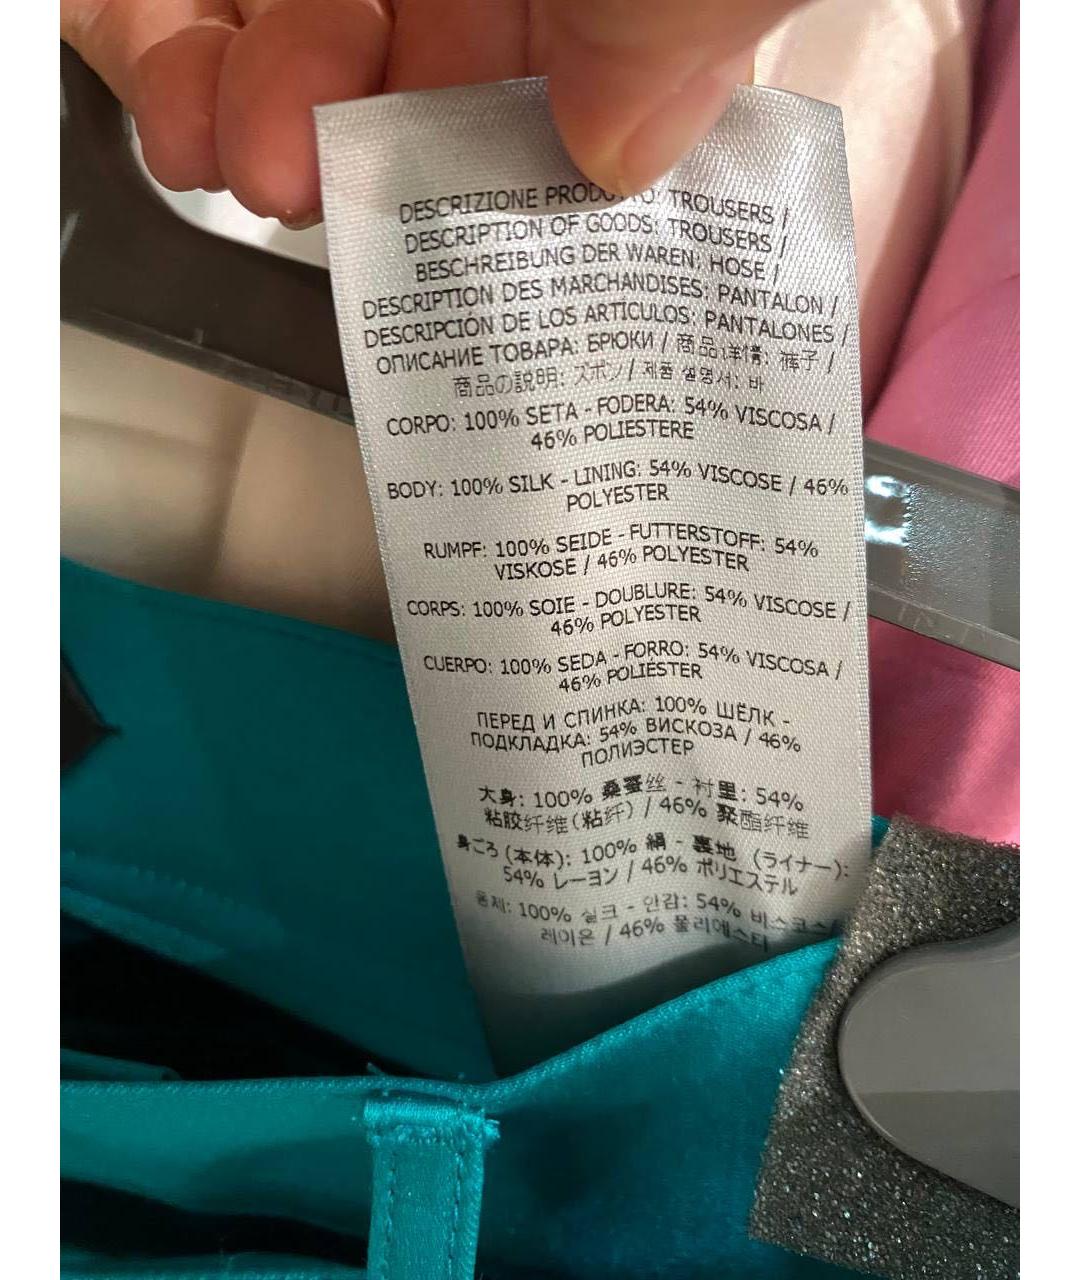 DESCRIZIONE PRODOTTO: TROUSERS /
DESCRIPTION OF GOODS: TROUSERS /
BESCHREIBUNG DER WAREN: HOSE /
DESCRIPTION DES MARCHANDISES: PANTALON /
DESCRIPCIÓN DE LOS ARTICULOS: PANTALONES /
ОПИСАНИЕ ТОВАРА: БРЮКИ / 商品详情: 裤子 /
商品の説明: ズボン / 제품 설명서: 바
CORPO: 100% SETA - FODERA: 54% VISCOSA /
46% POLIESTERE
BODY: 100% SILK - LINING: 54% VISCOSE / 46%
POLYESTER
RUMPF: 100% SEIDE - FUTTERSTOFF: 54%
VISKOSE / 46% POLYESTER
CORPS: 100% SOIE - DOUBLURE: 54% VISCOSE /
46% POLYESTER
CUERPO: 100% SEDA - FORRO: 54% VISCOSA /
46% POLIÉSTER
ПЕРЕД И СПИНКА: 100% ШЁЛК -
ПОДКЛАДКА: 54% ВИСКОЗА / 46%
ПОЛИЭСТЕР
大身: 100% 桑蚕丝 - 衬里: 54%
粘胶纤维(粘纤) / 46% 聚酯纤维
身ごろ (本体): 100% 絹 - 裏地 (ライナー):
54% レーヨン / 46% ポリエステル
몸체: 100% 실크 - 안감: 54% 비스코스/
레이온 / 46% 폴리에스터